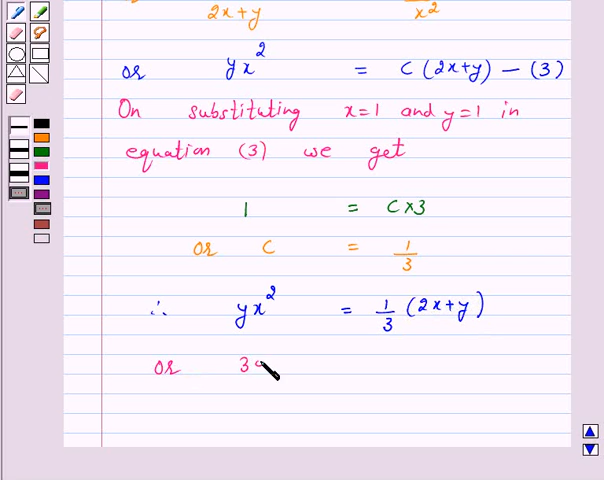 2x+y x²
or yx² = C (2x+y) — (3)
On substituting x=1 and y=1 in
equation (3) we get
1 = C×3
or C = 1/3
∴ yx² = 1/3 (2x+y)
or 3